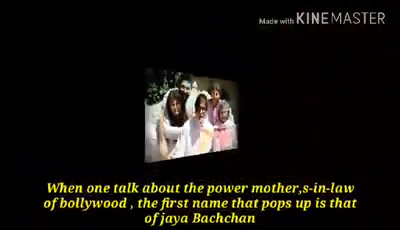 Made with KINEMASTER
When one talk about the power mother,s-in-law
of bollywood , the first name that pops up is that
of jaya Bachchan